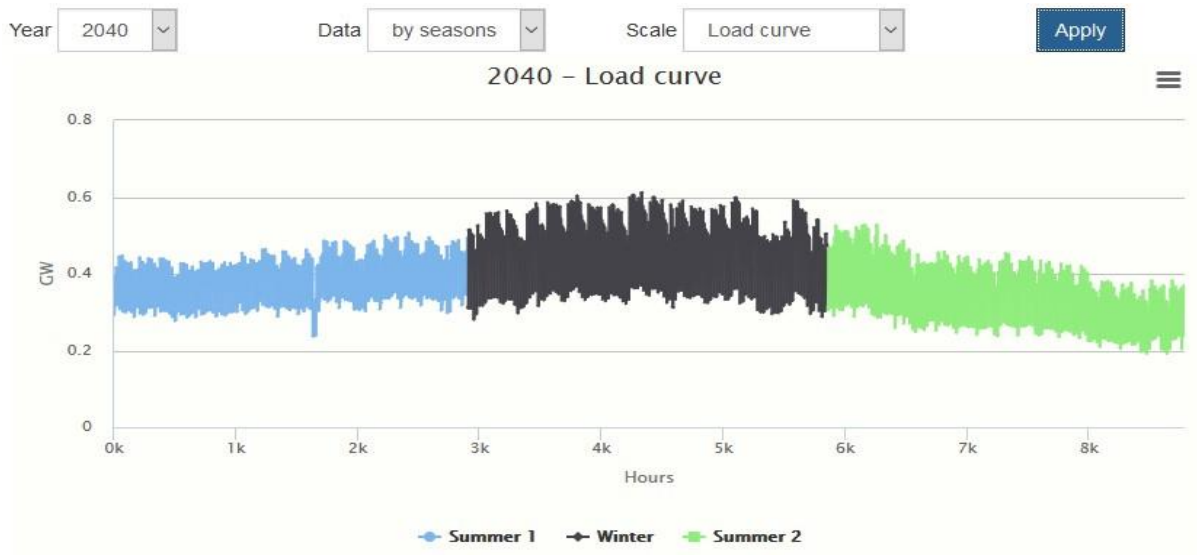 Year 2040 Data by seasons Scale Load curve Apply
2040 – Load curve
0.8
0.6
0.4
0.2
0
GW
0k 1k 2k 3k 4k 5k 6k 7k 8k
Hours
Summer 1 Winter Summer 2